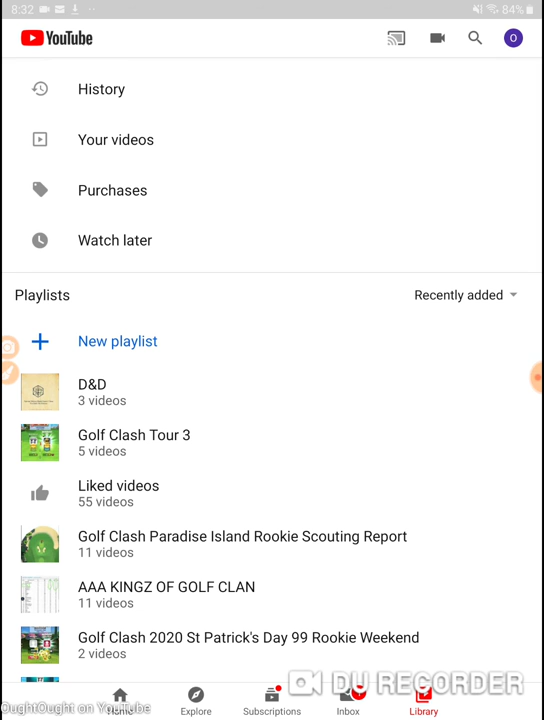 8:32
84%
YouTube
O
History
Your videos
Purchases
Watch later
Playlists
Recently added
New playlist
D&D
3 videos
Golf Clash Tour 3
5 videos
Liked videos
55 videos
Golf Clash Paradise Island Rookie Scouting Report
11 videos
AAA KINGZ OF GOLF CLAN
11 videos
Golf Clash 2020 St Patrick's Day 99 Rookie Weekend
2 videos
DU RECORDER
OughtOught on YouTube
Home
Explore
Subscriptions
Inbox
Library